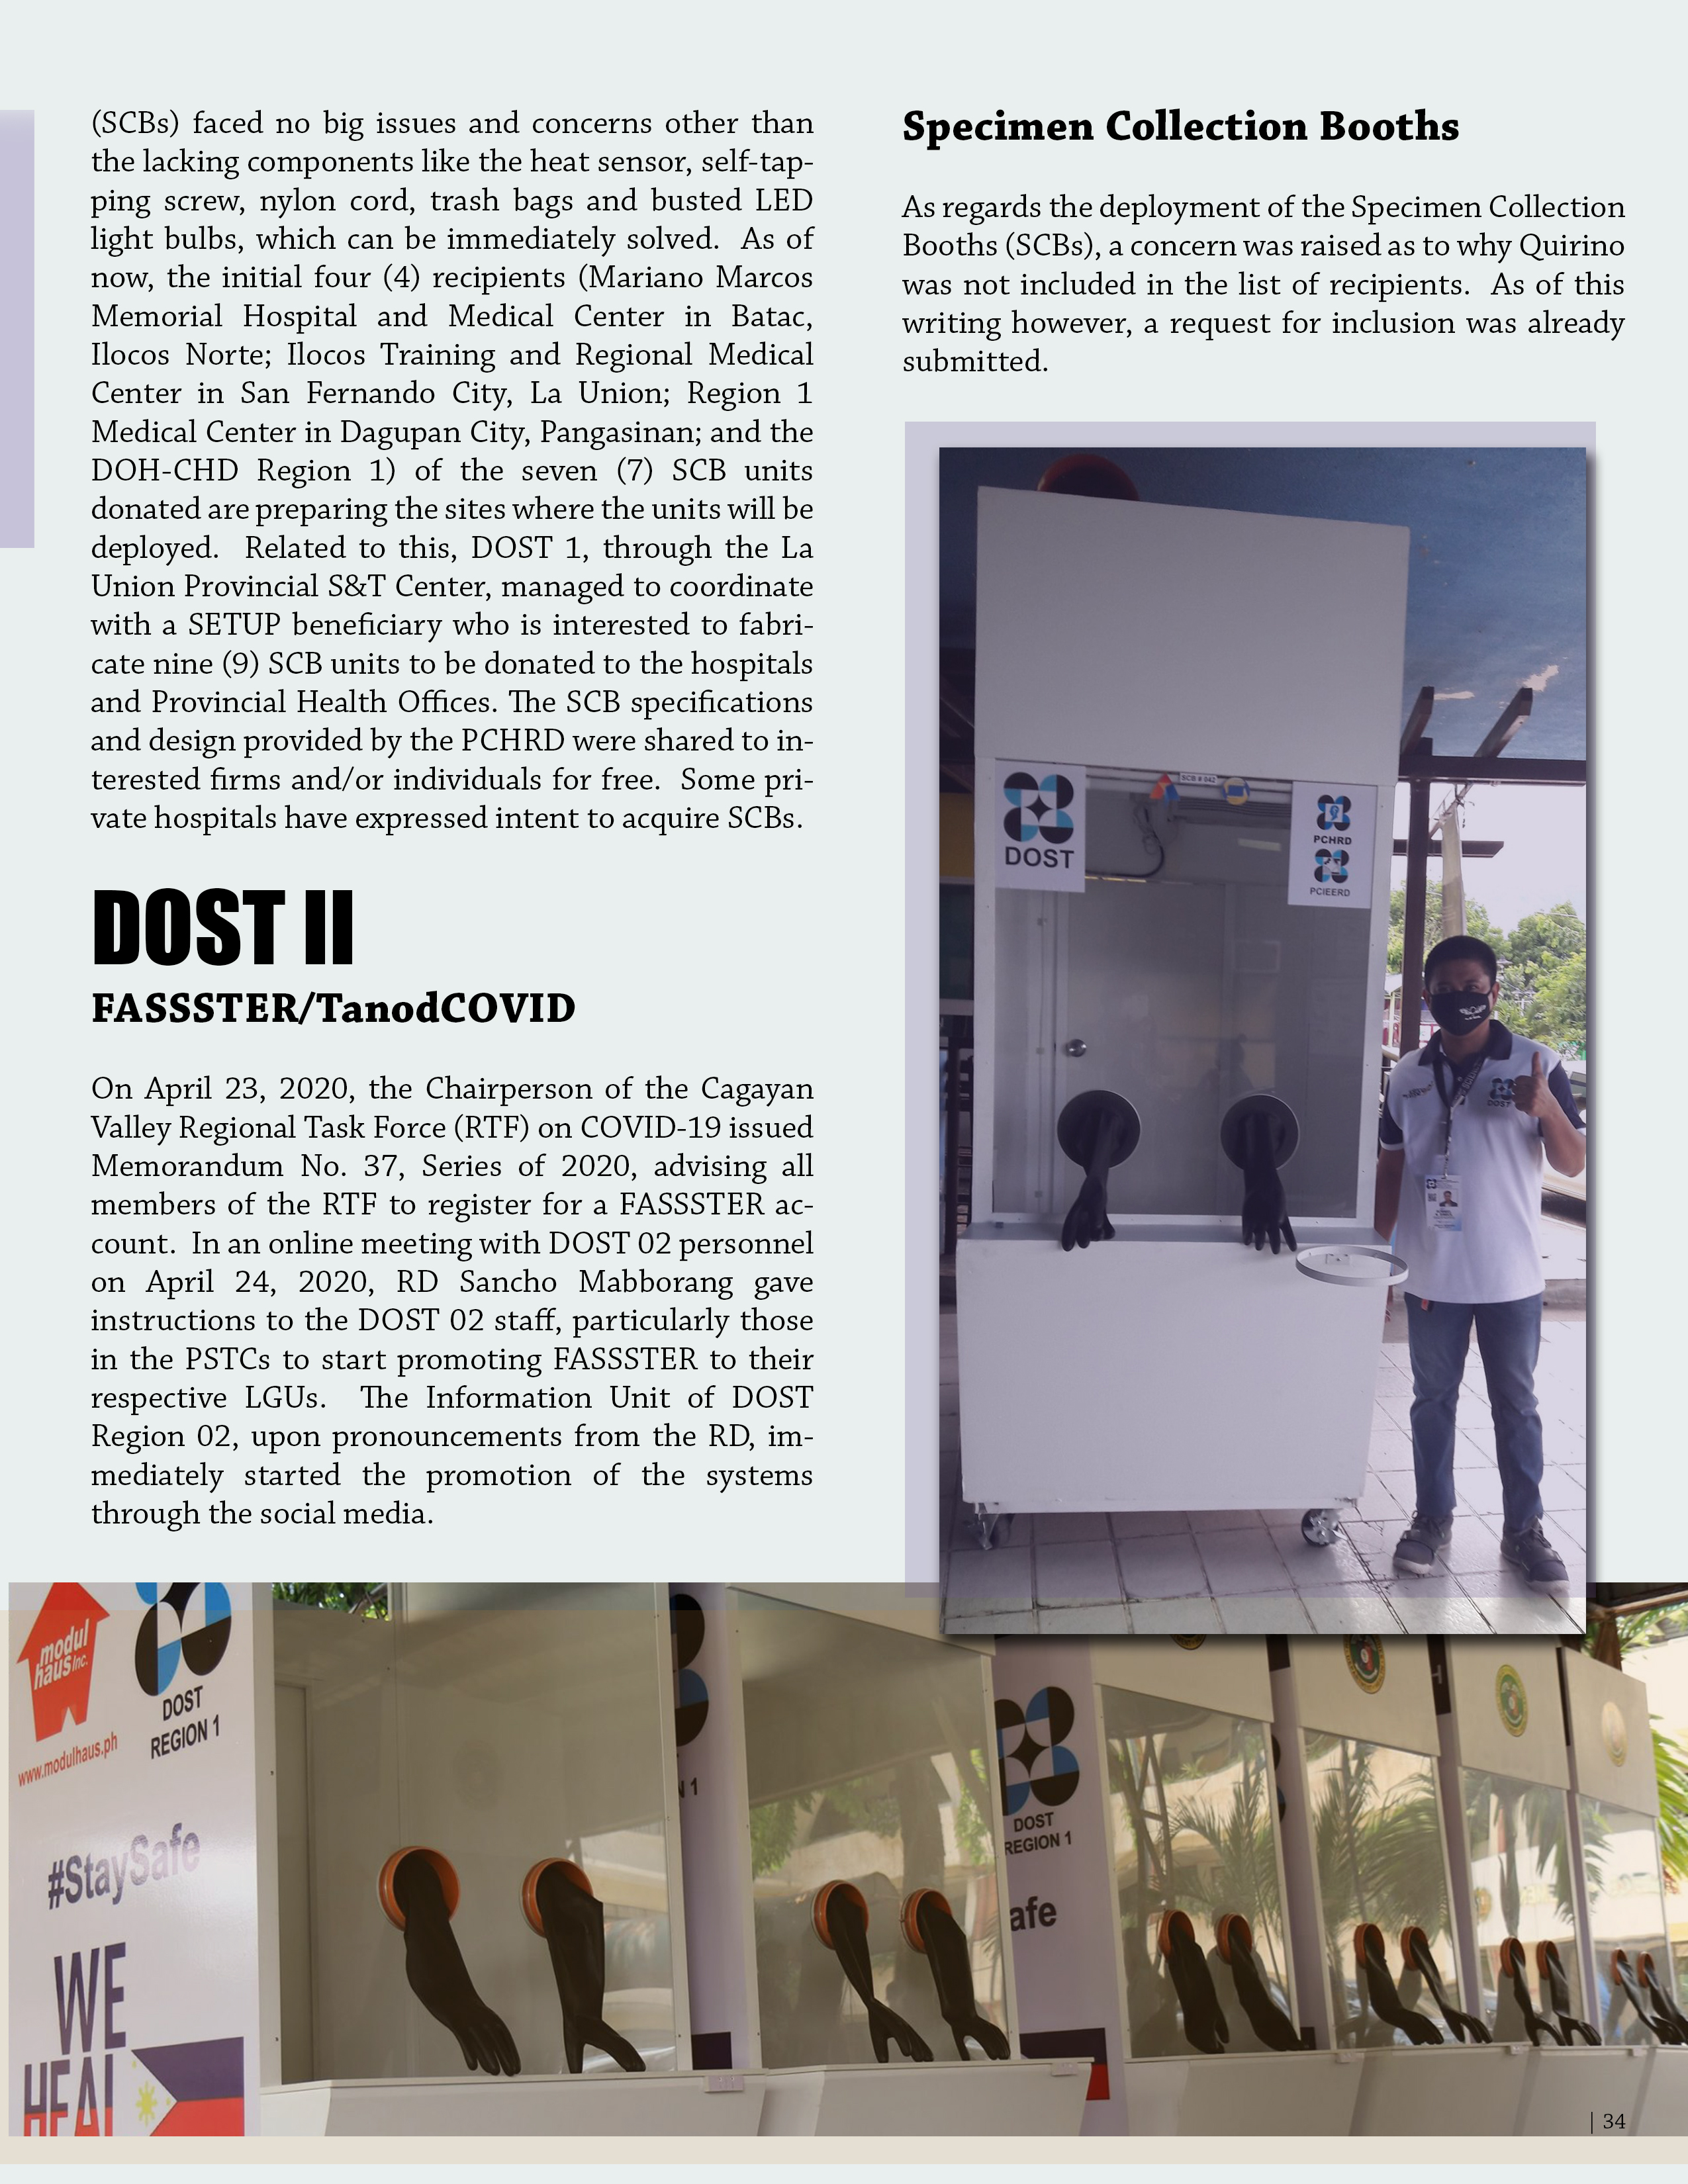 (SCBs) faced no big issues and concerns other than
the lacking components like the heat sensor, self-tap-
ping screw, nylon cord, trash bags and busted LED
light bulbs, which can be immediately solved.  As of
now, the initial four (4) recipients (Mariano Marcos
Memorial Hospital and Medical Center in Batac,
Ilocos Norte; Ilocos Training and Regional Medical
Center in San Fernando City, La Union; Region 1
Medical Center in Dagupan City, Pangasinan; and the
DOH-CHD Region 1) of the seven (7) SCB units
donated are preparing the sites where the units will be
deployed.  Related to this, DOST 1, through the La
Union Provincial S&T Center, managed to coordinate
with a SETUP beneficiary who is interested to fabri-
cate nine (9) SCB units to be donated to the hospitals
and Provincial Health Offices. The SCB specifications
and design provided by the PCHRD were shared to in-
terested firms and/or individuals for free.  Some pri-
vate hospitals have expressed intent to acquire SCBs.
DOST II
FASSSTER/TanodCOVID
On April 23, 2020, the Chairperson of the Cagayan
Valley Regional Task Force (RTF) on COVID-19 issued
Memorandum No. 37, Series of 2020, advising all
members of the RTF to register for a FASSSTER ac-
count.  In an online meeting with DOST 02 personnel
on April 24, 2020, RD Sancho Mabborang gave
instructions to the DOST 02 staff, particularly those
in the PSTCs to start promoting FASSSTER to their
respective LGUs.  The Information Unit of DOST
Region 02, upon pronouncements from the RD, im-
mediately started the promotion of the systems
through the social media.
Specimen Collection Booths
As regards the deployment of the Specimen Collection
Booths (SCBs), a concern was raised as to why Quirino
was not included in the list of recipients.  As of this
writing however, a request for inclusion was already
submitted.
SCB # 042
DOST
PCHRD
PCIEERD
DOST
modul
haus Inc.
www.modulhaus.ph
DOST
REGION 1
#StaySafe
WE
HEAL
N 1
DOST
REGION 1
afe
| 34